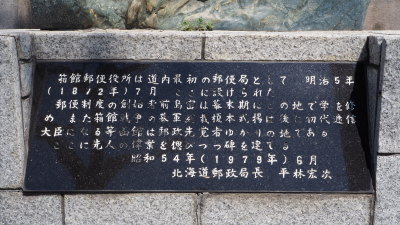 箱館郵便役所は道内最初の郵便局として 明治5年
(1872年)7月 ここに設けられた
郵便制度の創始者前島密は幕末期にこの地で学を修
め また箱館戦争の幕軍総裁榎本武揚は後に初代逓信
大臣になる等函館は郵政先覚者ゆかりの地である
ここに先人の偉業を偲びつつ碑を建てる
昭和54年(1979年)6月
北海道郵政局長 平林宏次